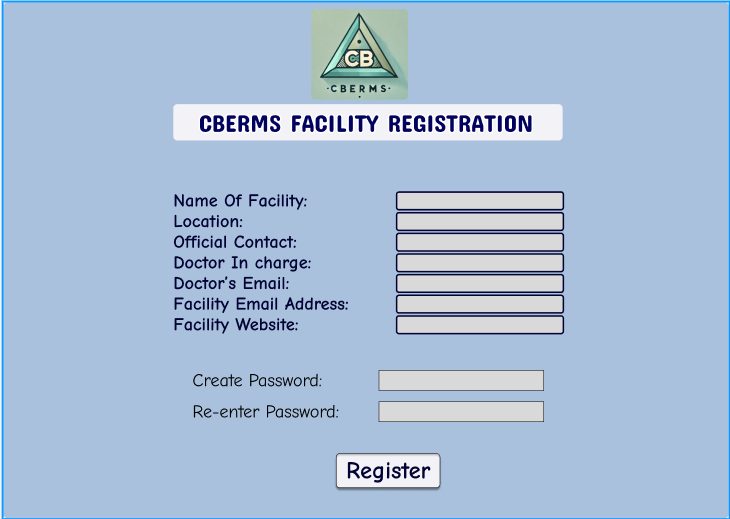 CB
·CBERMS·
CBERMS FACILITY REGISTRATION
Name Of Facility:
Location:
Official Contact:
Doctor In charge:
Doctor's Email:
Facility Email Address:
Facility Website:
Create Password:
Re-enter Password:
Register